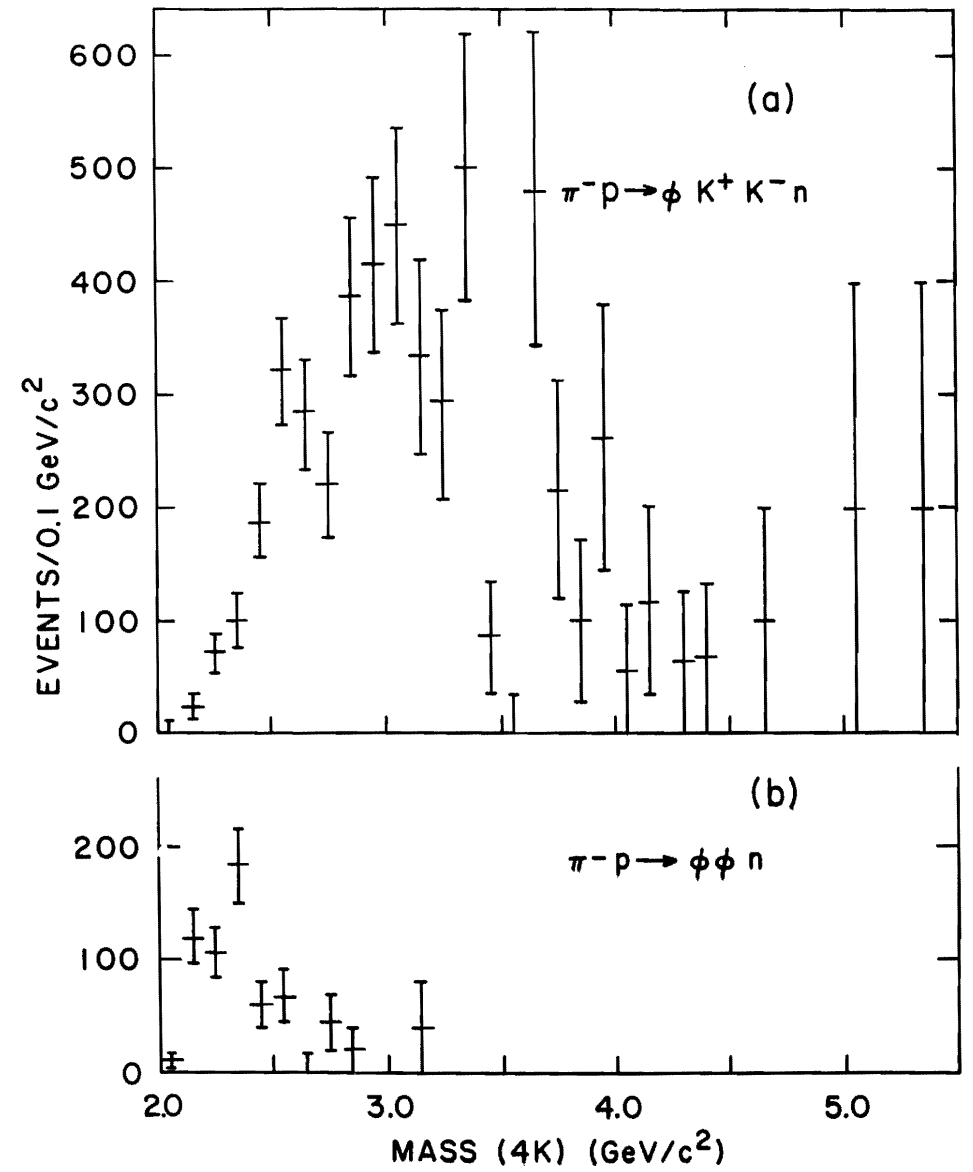 600
(a)
500
π⁻p→ϕ K⁺ K⁻n
400
300
200
100
0
EVENTS/0.1 GeV/c²
(b)
200
π-p→ϕϕn
100
0
2.0 3.0 4.0 5.0
MASS (4K) (GeV/c²)